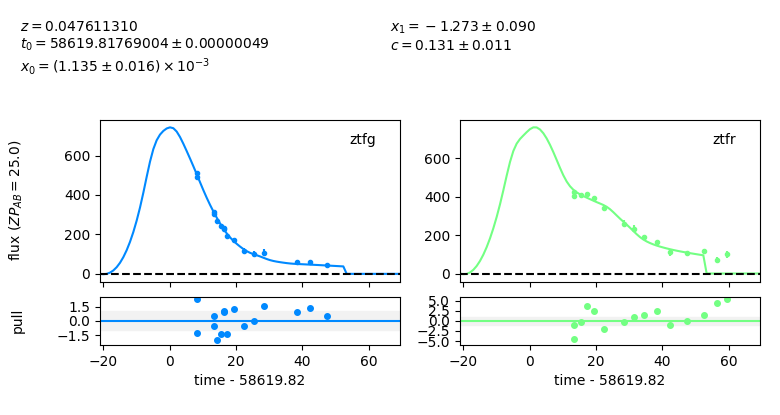 z = 0.047611310
t₀ = 58619.81769004 ± 0.00000049
x₀ = (1.135 ± 0.016) × 10⁻³
x₁ = −1.273 ± 0.090
c = 0.131 ± 0.011
flux (ZP_AB = 25.0)
ztfg
600
400
200
0
ztfr
600
400
200
0
pull
1.5
0.0
−1.5
−20 0 20 40 60
time - 58619.82
5.0
2.5
0.0
−2.5
−5.0
−20 0 20 40 60
time - 58619.82